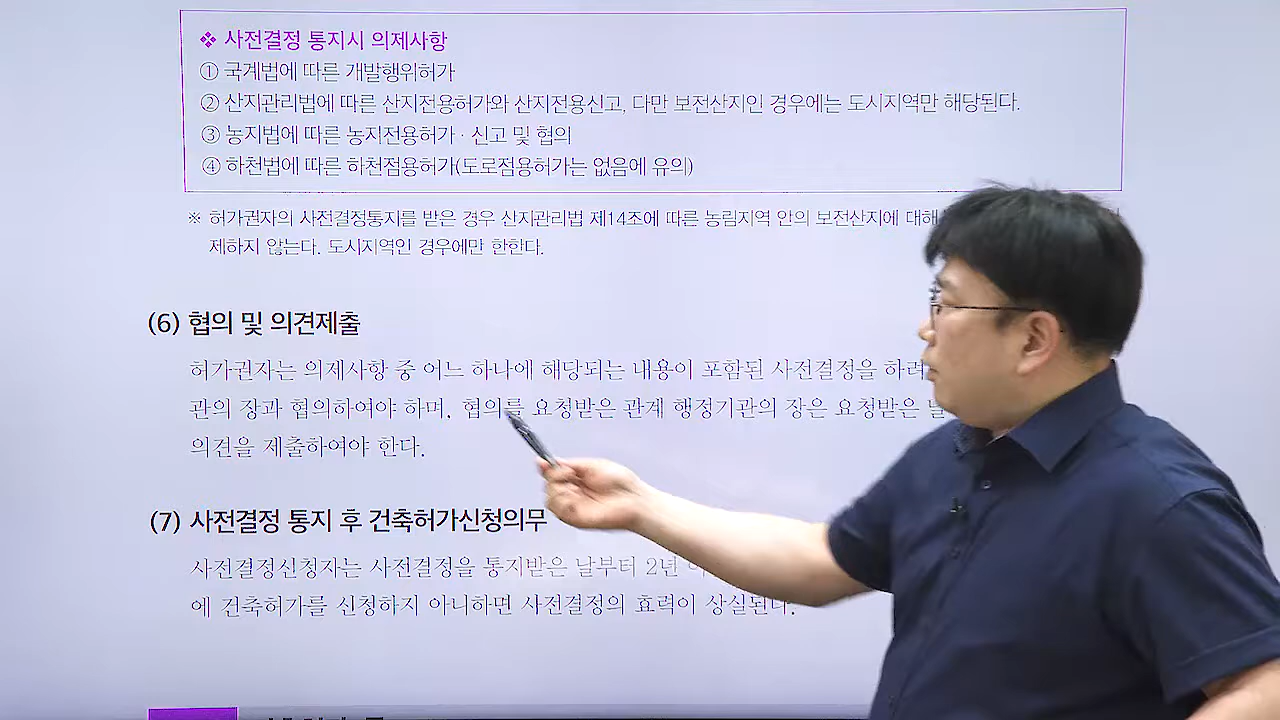 ❖ 사전결정 통지시 의제사항
① 국계법에 따른 개발행위허가
② 산지관리법에 따른 산지전용허가와 산지전용신고, 다만 보전산지인 경우에는 도시지역만 해당된다.
③ 농지법에 따른 농지전용허가 · 신고 및 협의
④ 하천법에 따른 하천점용허가(도로점용허가는 없음에 유의)
※ 허가권자의 사전결정통지를 받은 경우 산지관리법 제14조에 따른 농림지역 안의 보전산지에 대해
제하지 않는다. 도시지역인 경우에만 한한다.
(6) 협의 및 의견제출
허가권자는 의제사항 중 어느 하나에 해당되는 내용이 포함된 사전결정을 하려
관의 장과 협의하여야 하며, 협의를 요청받은 관계 행정기관의 장은 요청받은 날
의견을 제출하여야 한다.
(7) 사전결정 통지 후 건축허가신청의무
사전결정신청자는 사전결정을 통지받은 날부터 2년
에 건축허가를 신청하지 아니하면 사전결정의 효력이 상실된다.